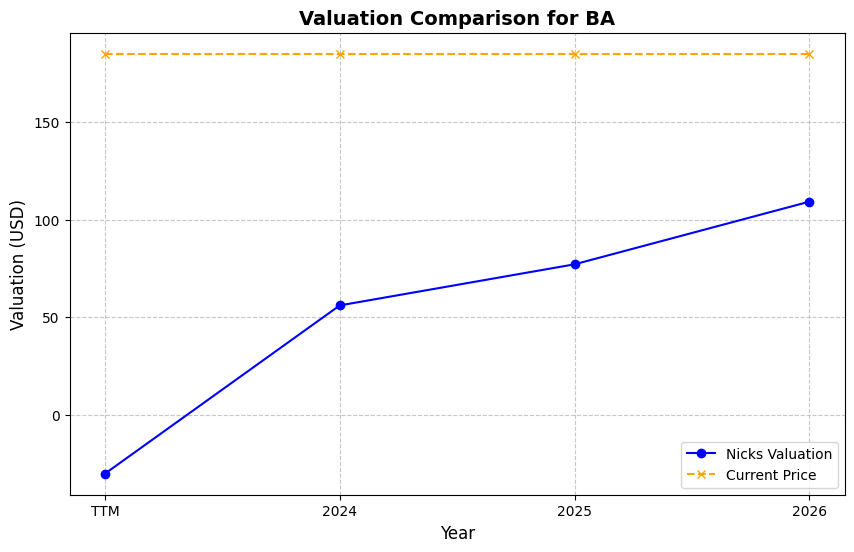 Valuation Comparison for BA
Valuation (USD)
150
100
50
0
Nicks Valuation
Current Price
TTM 2024 2025 2026
Year